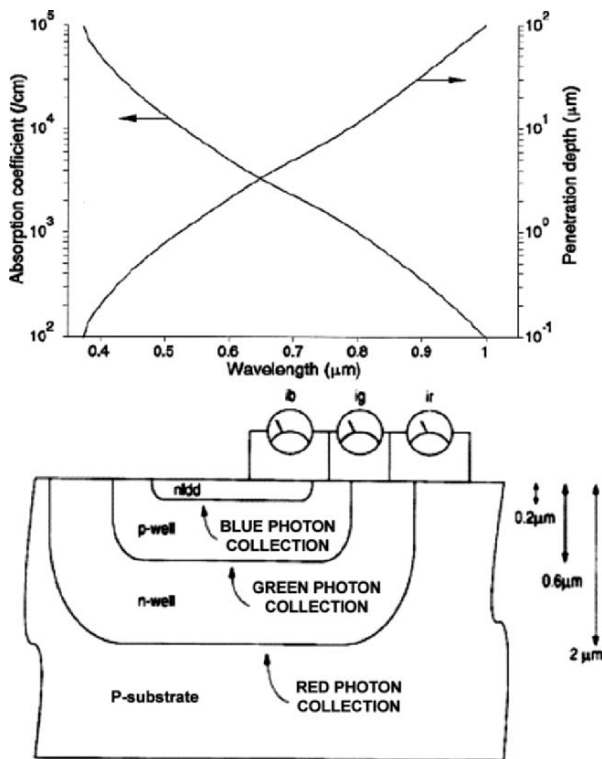 Absorption coefficient (/cm)
10^5
10^4
10^3
10^2
Penetration depth (μm)
10^2
10^1
10^0
10^-1
0.4 0.5 0.6 0.7 0.8 0.9 1
Wavelength (μm)
ib ig ir
nldd
p-well
BLUE PHOTON
COLLECTION
GREEN PHOTON
COLLECTION
n-well
RED PHOTON
COLLECTION
P-substrate
0.2μm
0.6μm
2 μm